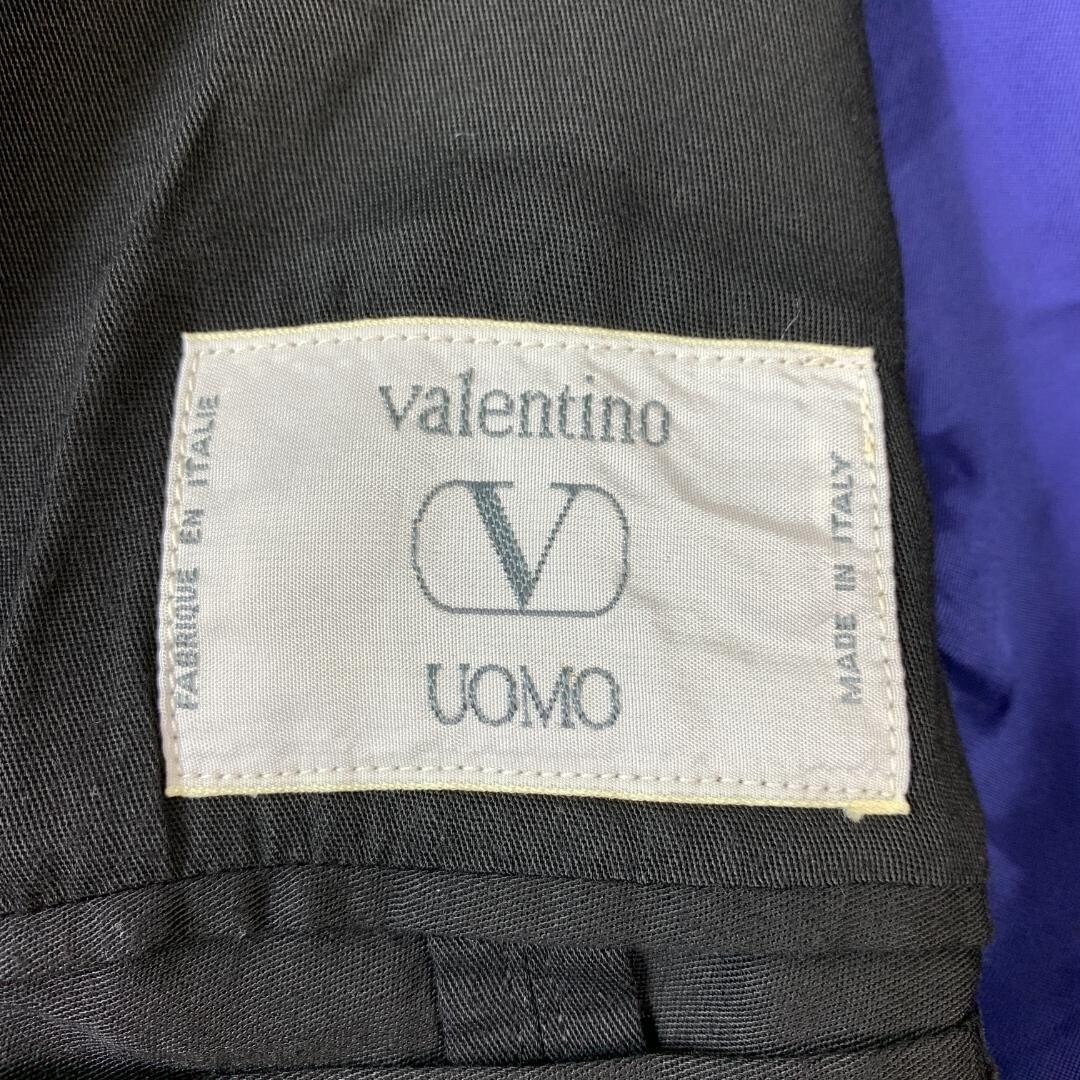 valentino
V
UOMO
FABRIQUE EN ITALIE
MADE IN ITALY